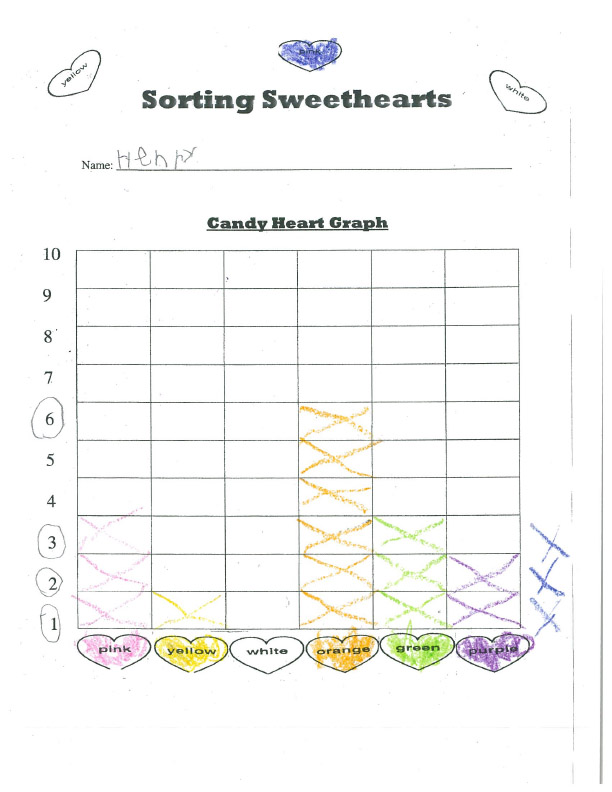 pink
yellow
white
Sorting Sweethearts
Name: Henry
Candy Heart Graph
10
9
8
7
6
5
4
3
2
1
pink yellow white orange green purple